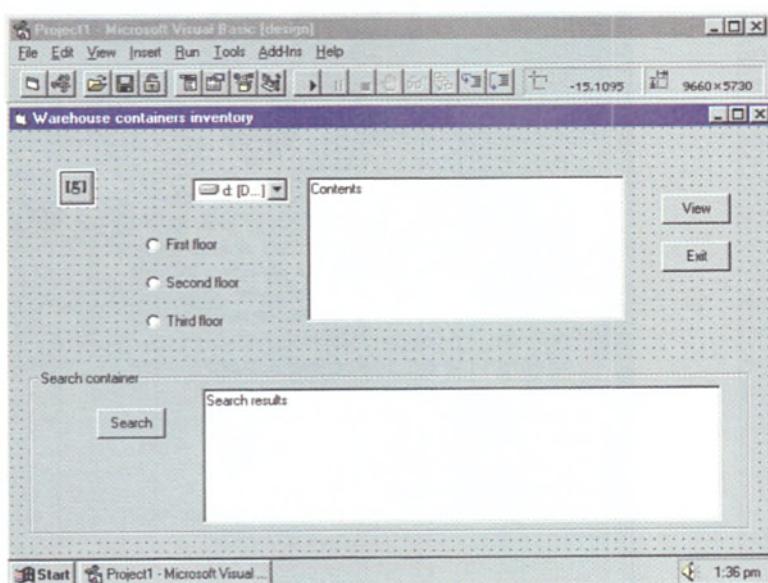 Project1 - Microsoft Visual Basic [design]
File Edit View Insert Run Tools Add-Ins Help
-15,1095 9660×5730
Warehouse containers inventory
d: [D...]
Contents
View
First floor
Exit
Second floor
Third floor
Search container
Search results
Search
Start Project1 - Microsoft Visual ... 1:36 pm